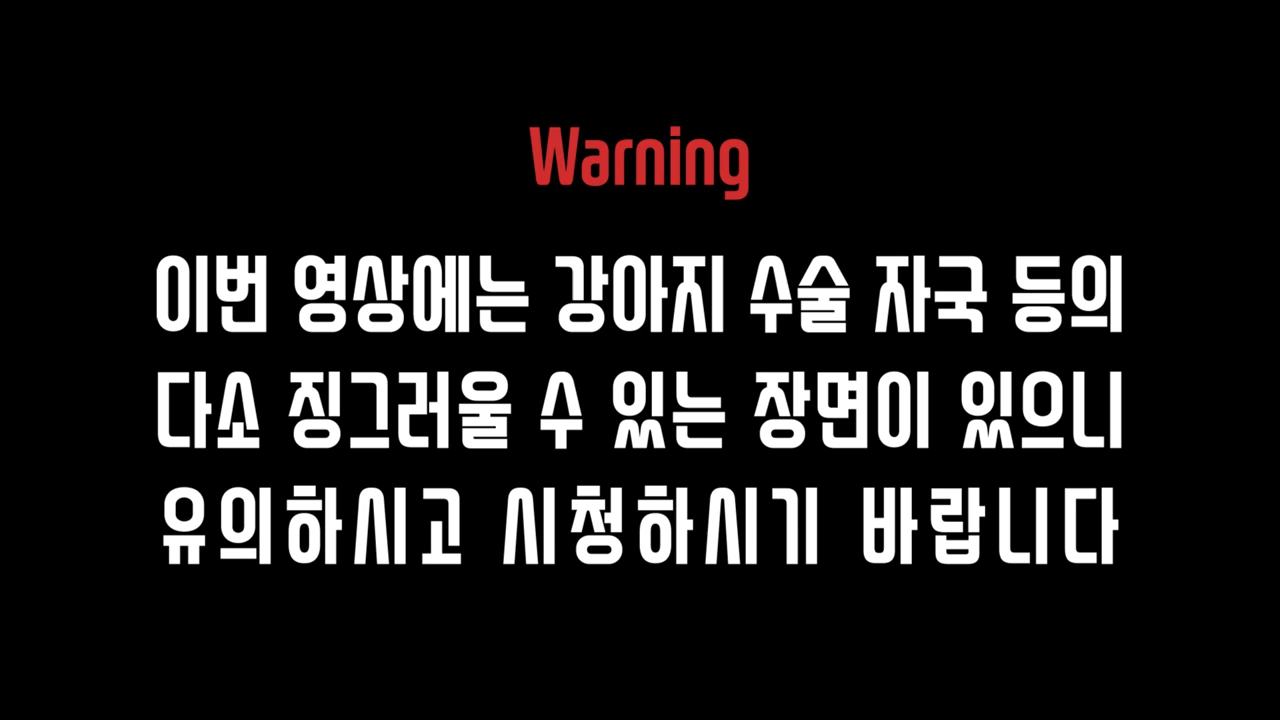 Warning
이번 영상에는 강아지 수술 자국 등의
다소 징그러울 수 있는 장면이 있으니
유의하시고 시청하시기 바랍니다